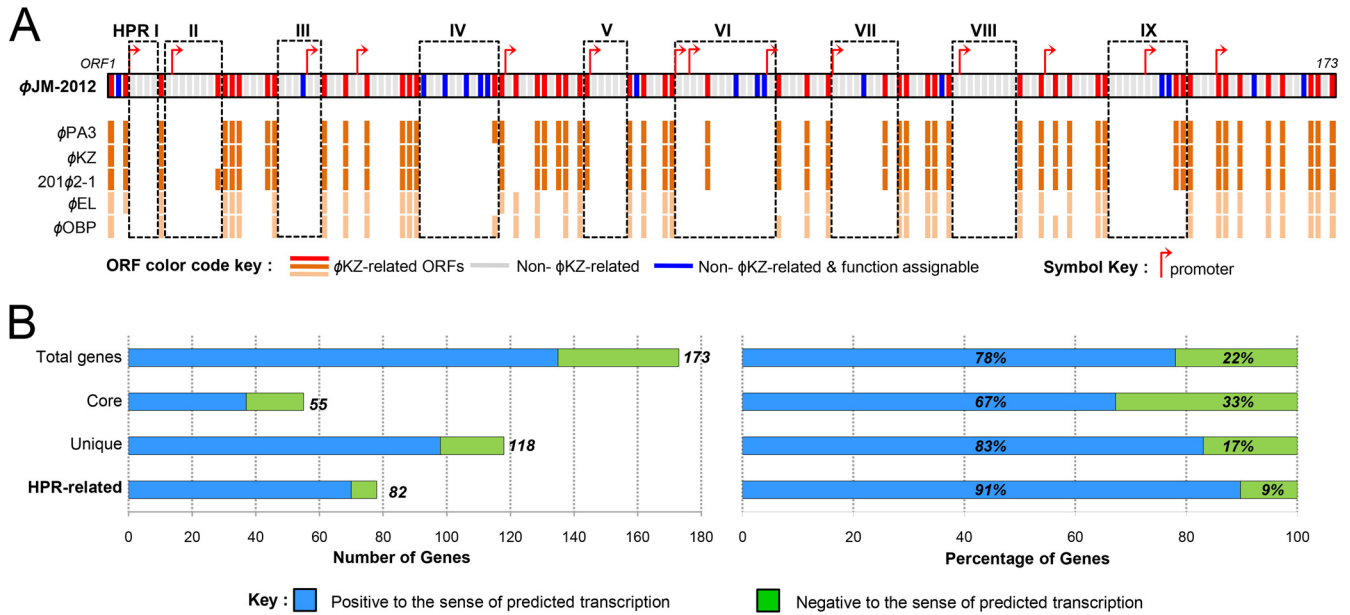 A
HPR I II III IV V VI VII VIII IX
ORF1 173
ϕJM-2012
ϕPA3
ϕKZ
201ϕ2-1
ϕEL
ϕOBP
ORF color code key : ϕKZ-related ORFs Non- ϕKZ-related Non- ϕKZ-related & function assignable Symbol Key : promoter
B
Total genes 173 78% 22%
Core 55 67% 33%
Unique 118 83% 17%
HPR-related 82 91% 9%
0 20 40 60 80 100 120 140 160 180 0 20 40 60 80 100
Number of Genes Percentage of Genes
Key : Positive to the sense of predicted transcription Negative to the sense of predicted transcription